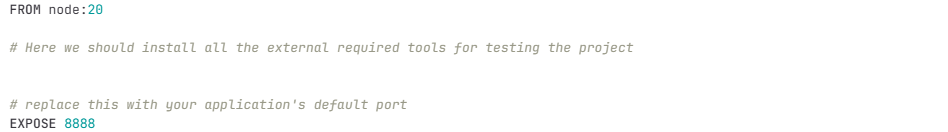 FROM node:20
# Here we should install all the external required tools for testing the project
# replace this with your application's default port
EXPOSE 8888